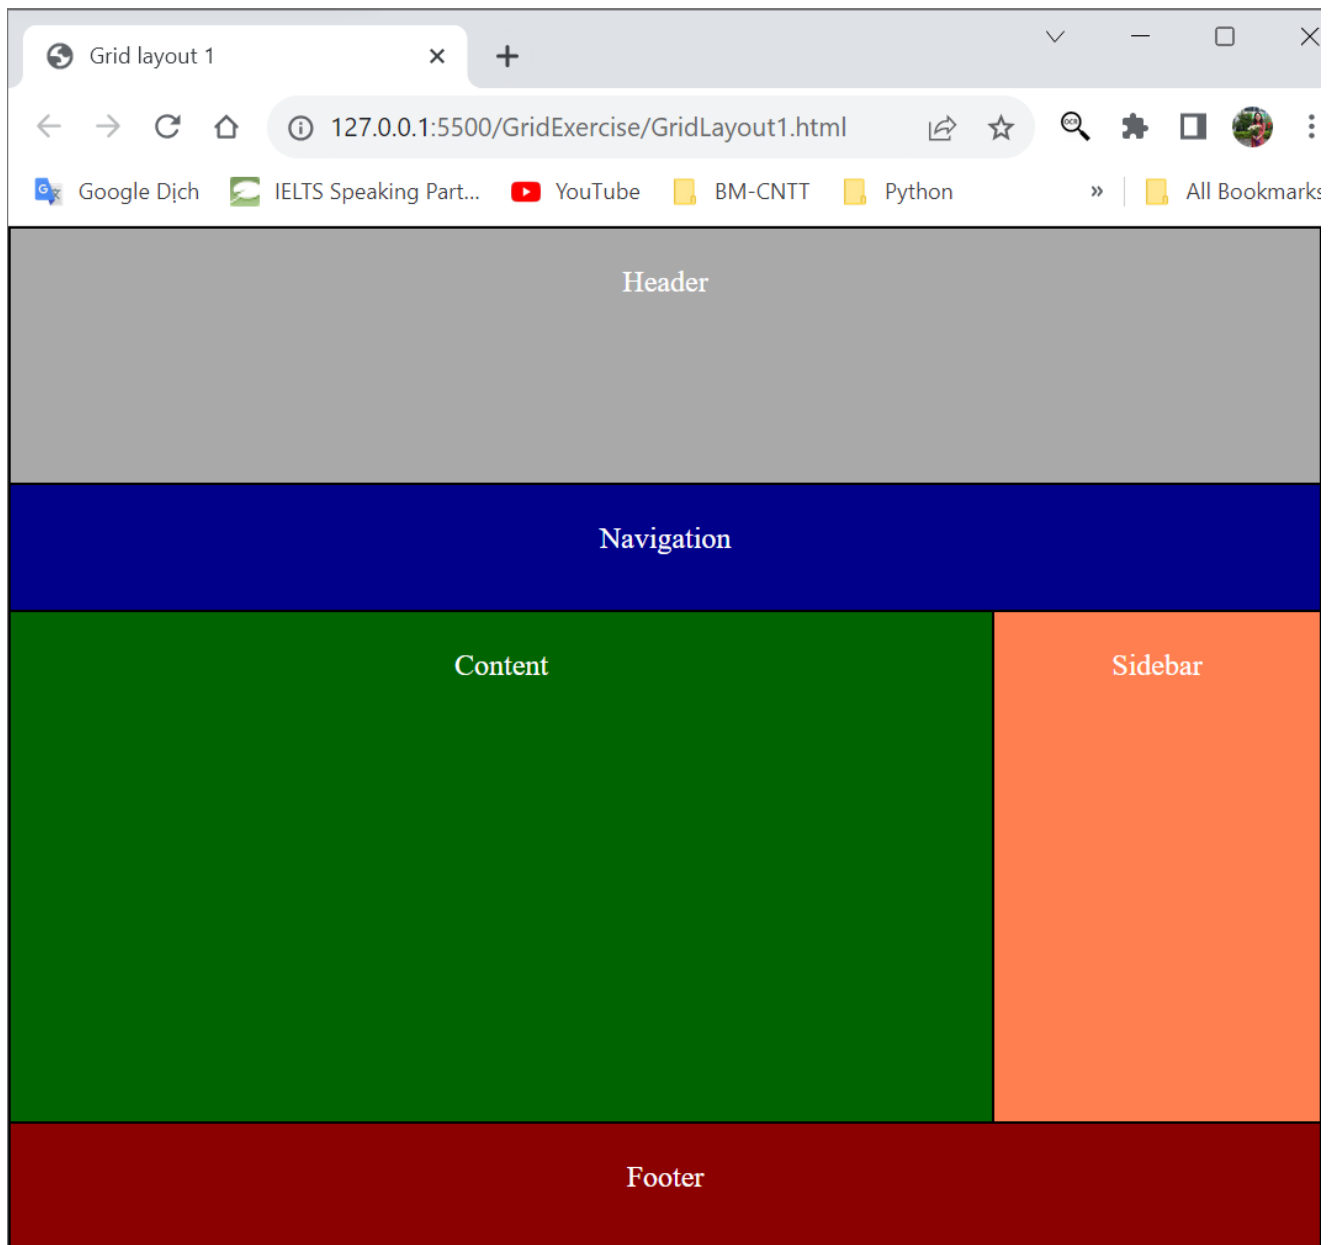 Grid layout 1
127.0.0.1:5500/GridExercise/GridLayout1.html
OCR
Google Dịch IELTS Speaking Part... YouTube BM-CNTT Python » All Bookmarks
Header
Navigation
Content Sidebar
Footer